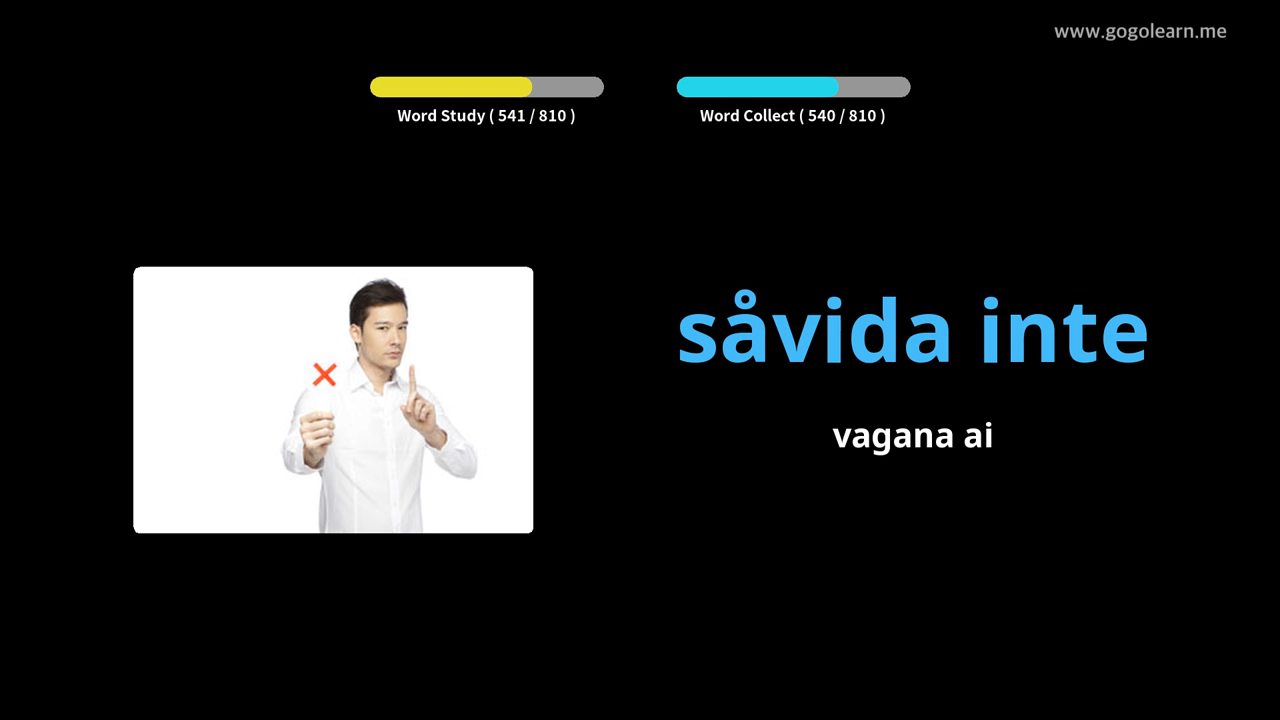 www.gogolearn.me
Word Study ( 541 / 810 )
Word Collect ( 540 / 810 )
såvida inte
vagana ai